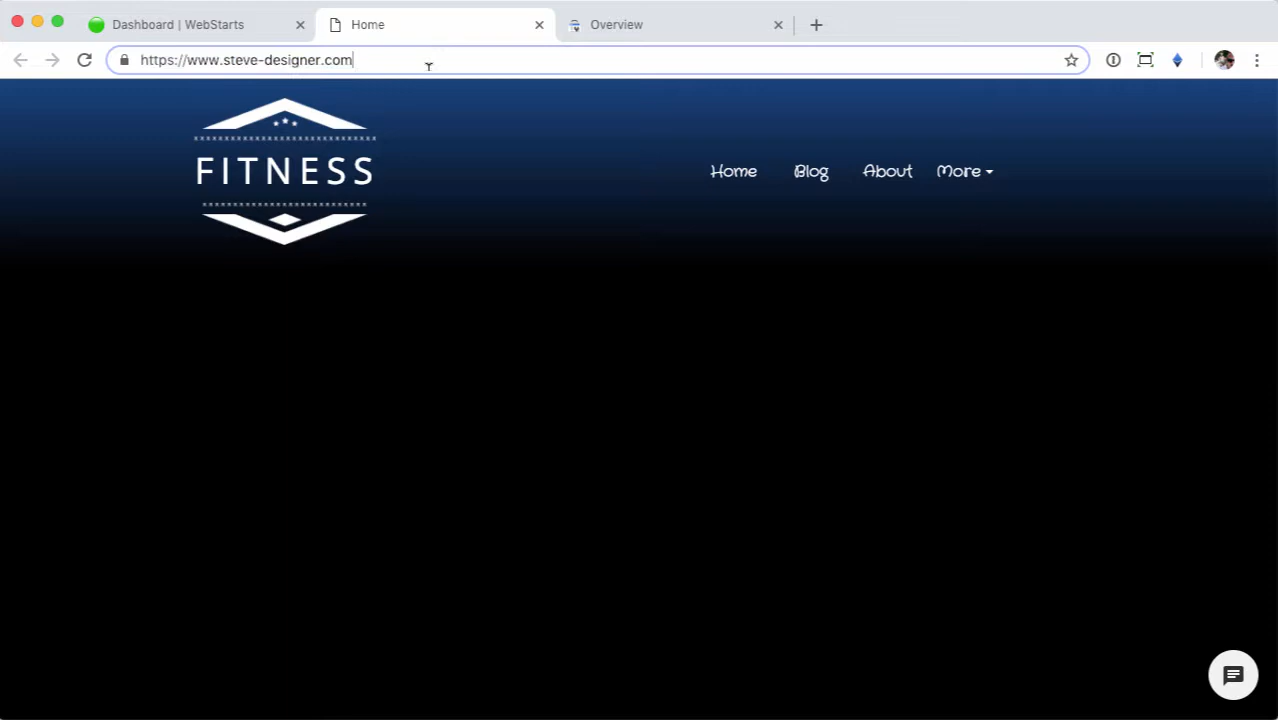 Dashboard | WebStarts
Home
Overview
https://www.steve-designer.com
FITNESS
Home Blog About More